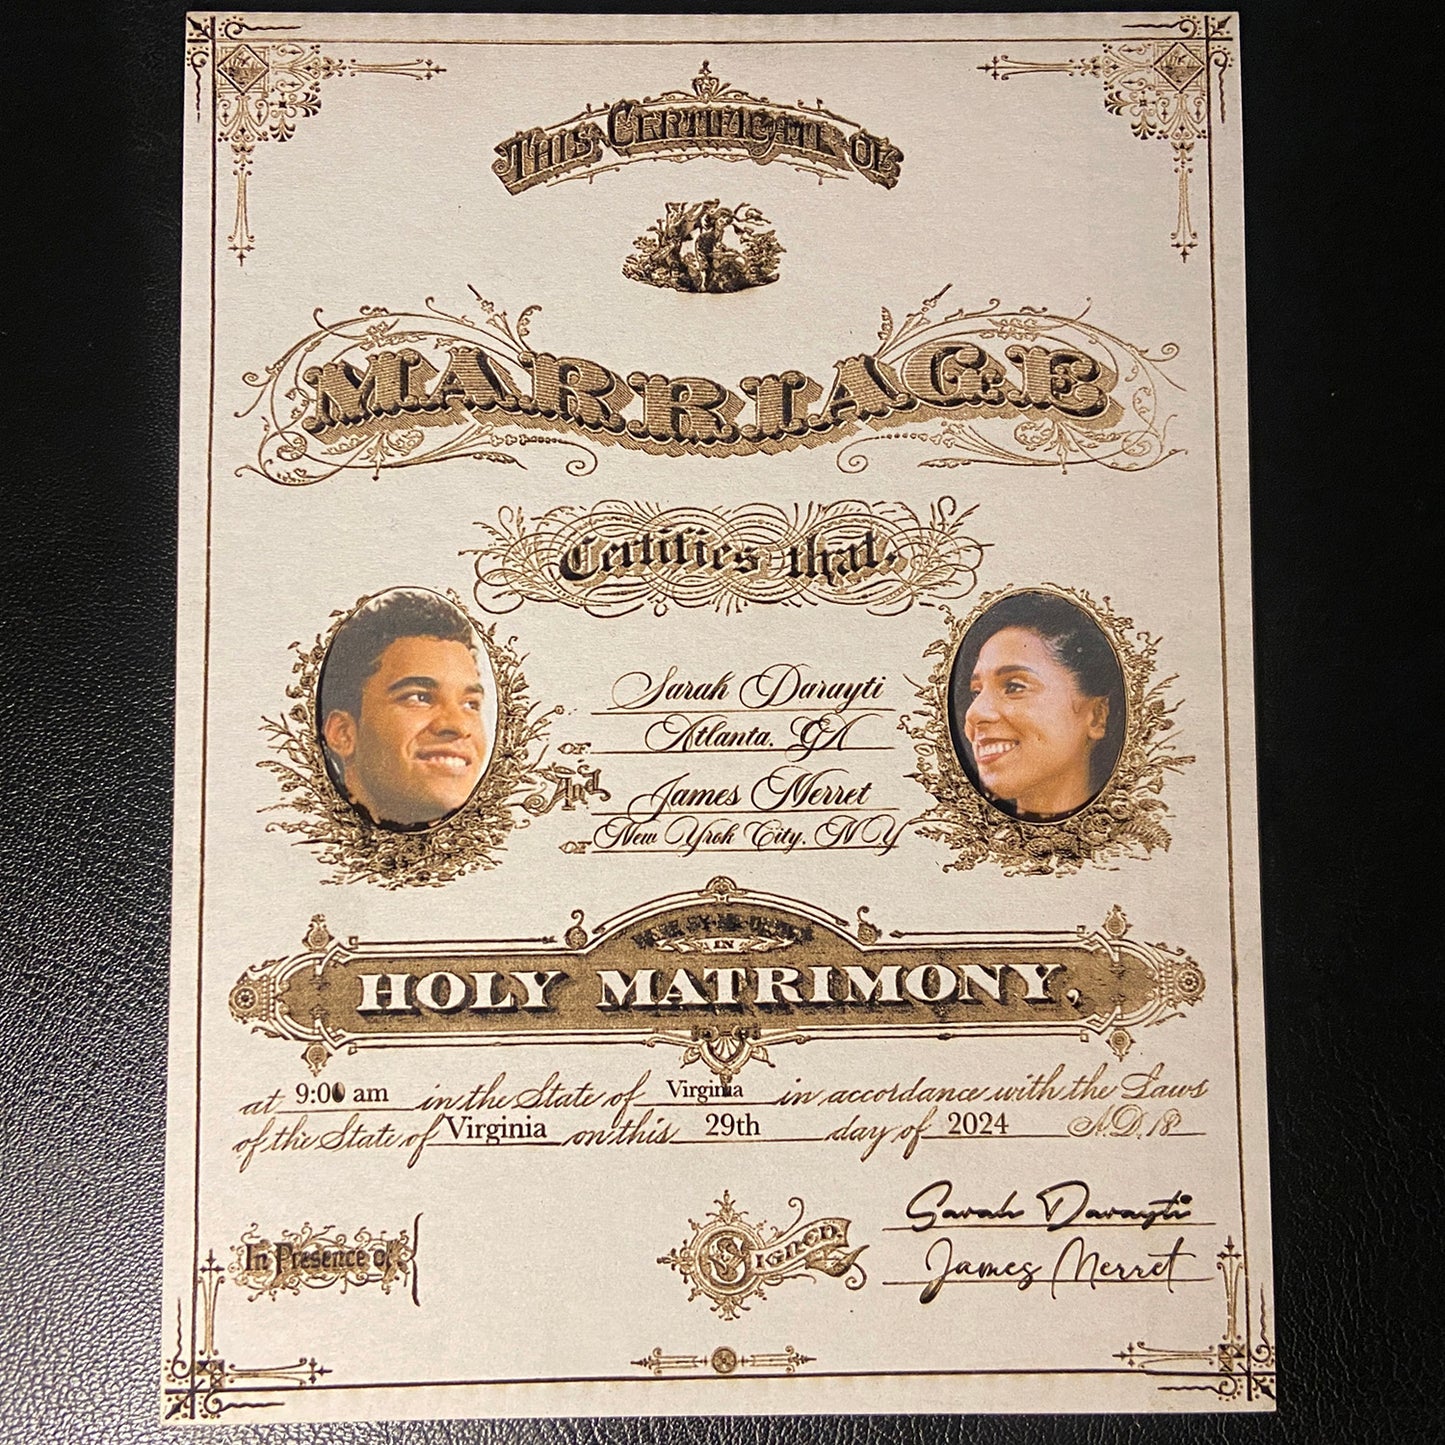 This Certificate of
MARRIAGE
Certifies that,
Sarah Darayti
OF Atlanta, GA
And James Merret
OF New Yrok City, NY
IN
HOLY MATRIMONY,
at 9:00 am in the State of Virginia in accordance with the Laws
of the State of Virginia on this 29th day of 2024 A.D. 18
In Presence of
Signed,
Sarah Darayti
James Merret